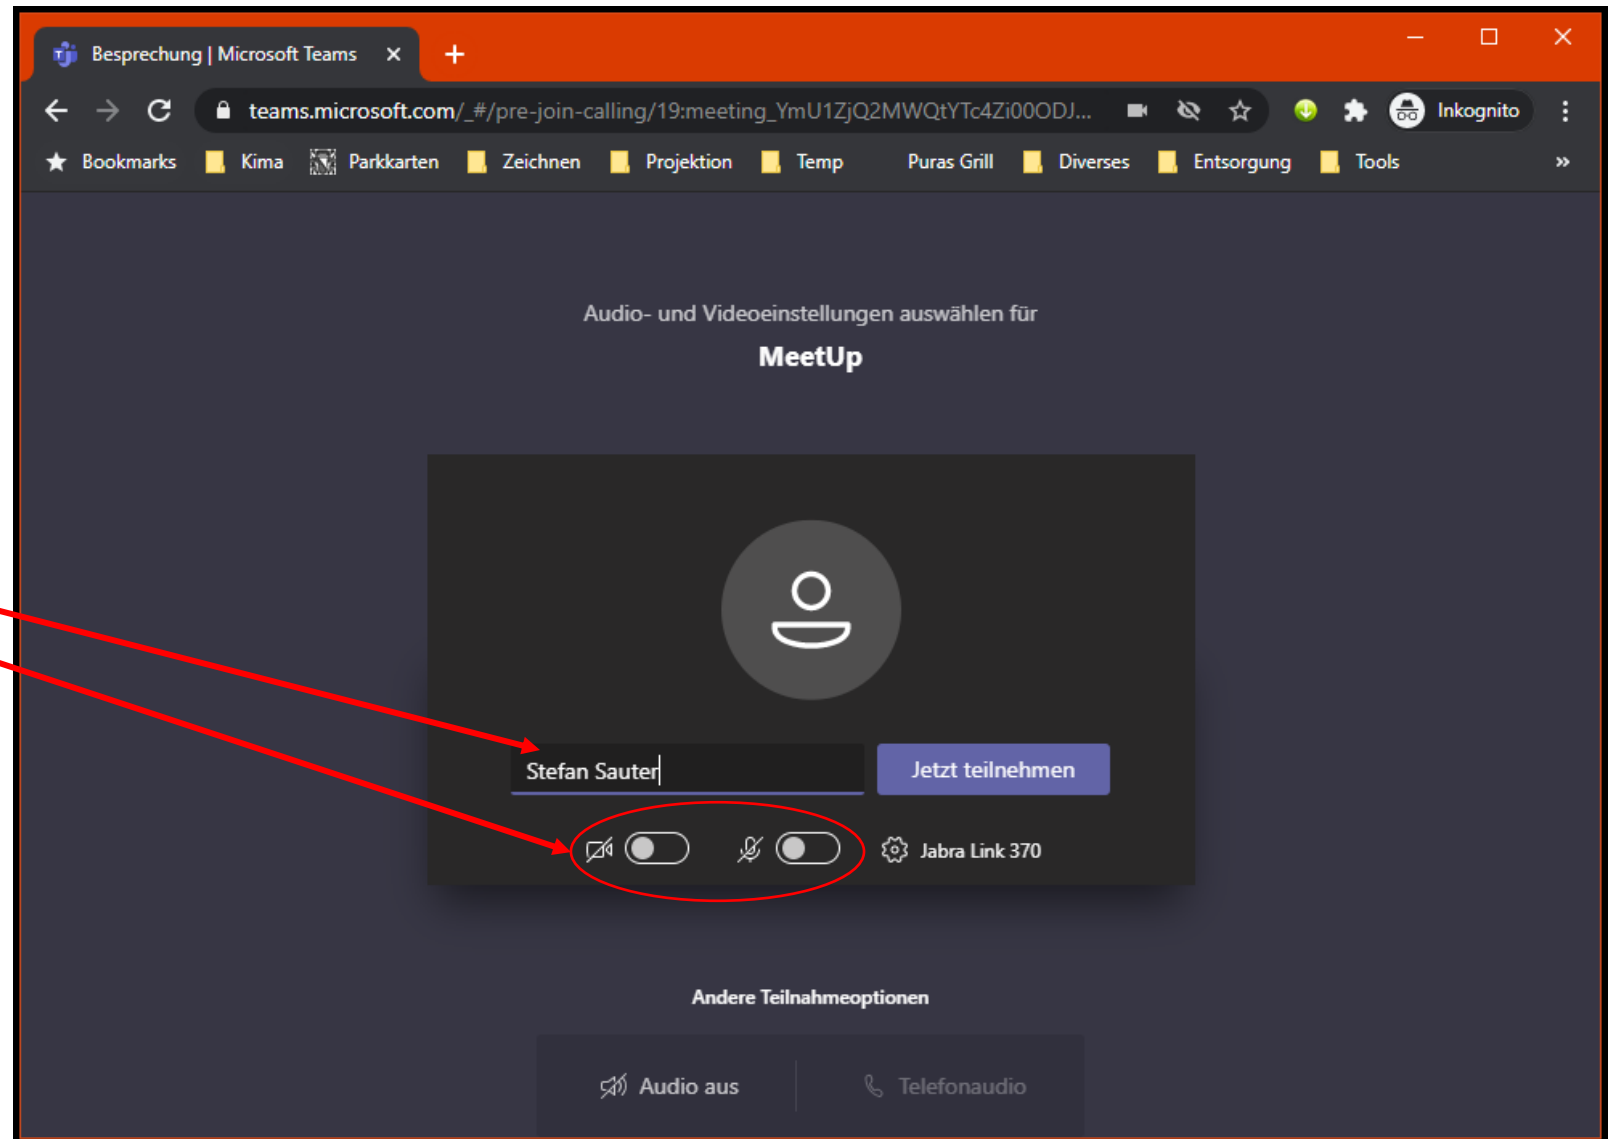 Besprechung | Microsoft Teams
teams.microsoft.com/_#/pre-join-calling/19:meeting_YmU1ZjQ2MWQtYTc4Zi00ODJ... Inkognito
Bookmarks Kima Parkkarten Zeichnen Projektion Temp Puras Grill Diverses Entsorgung Tools »
Audio- und Videoeinstellungen auswählen für
MeetUp
Stefan Sauter Jetzt teilnehmen
Jabra Link 370
Andere Teilnahmeoptionen
Audio aus Telefonaudio